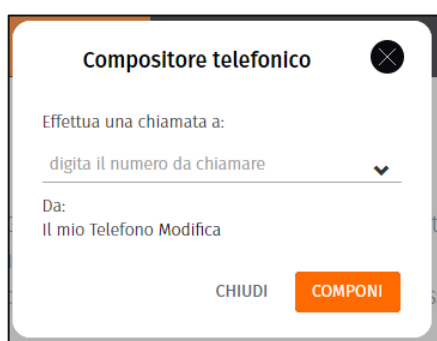 Compositore telefonico
Effettua una chiamata a:
digita il numero da chiamare
Da:
Il mio Telefono Modifica
CHIUDI COMPONI